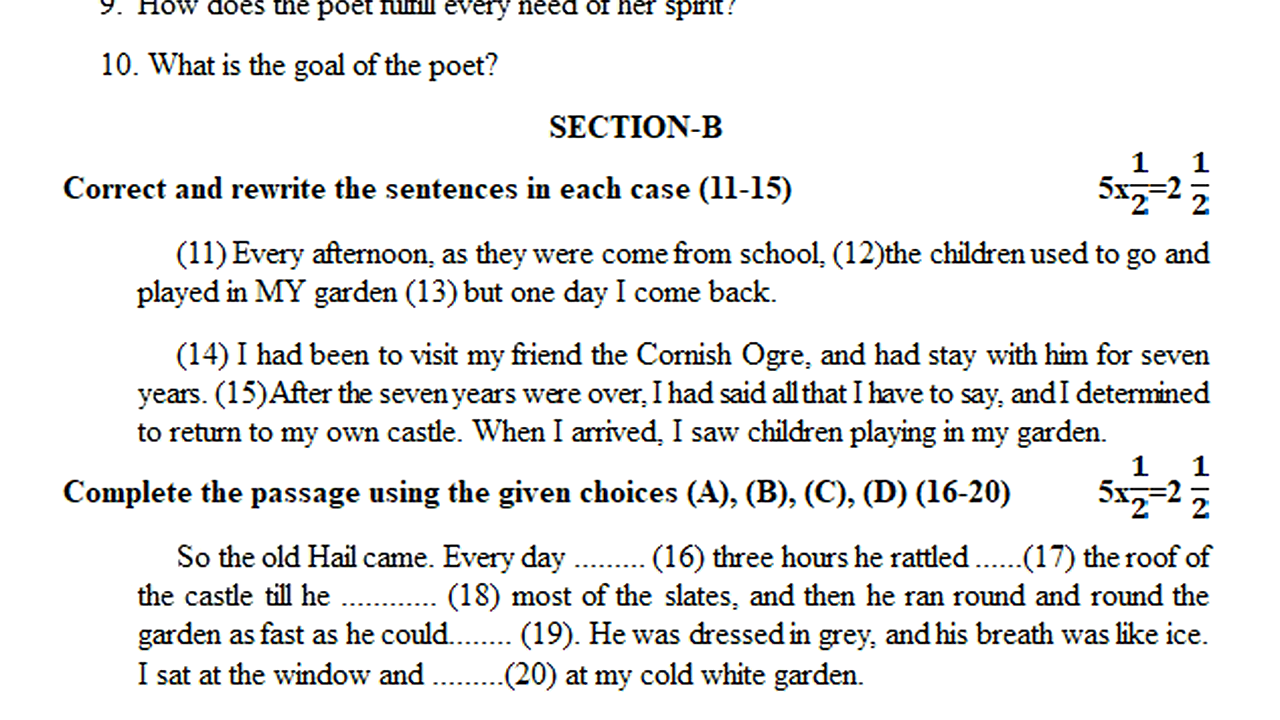 9. How does the poet fulfill every need of her spirit?
10. What is the goal of the poet?
SECTION-B
Correct and rewrite the sentences in each case (11-15) 5x1/2=2 1/2
(11) Every afternoon, as they were come from school, (12)the children used to go and
played in MY garden (13) but one day I come back.
(14) I had been to visit my friend the Cornish Ogre, and had stay with him for seven
years. (15)After the seven years were over, I had said all that I have to say, and I determined
to return to my own castle. When I arrived, I saw children playing in my garden.
Complete the passage using the given choices (A), (B), (C), (D) (16-20) 5x1/2=2 1/2
So the old Hail came. Every day ......... (16) three hours he rattled ......(17) the roof of
the castle till he ............ (18) most of the slates, and then he ran round and round the
garden as fast as he could........ (19). He was dressed in grey, and his breath was like ice.
I sat at the window and .........(20) at my cold white garden.